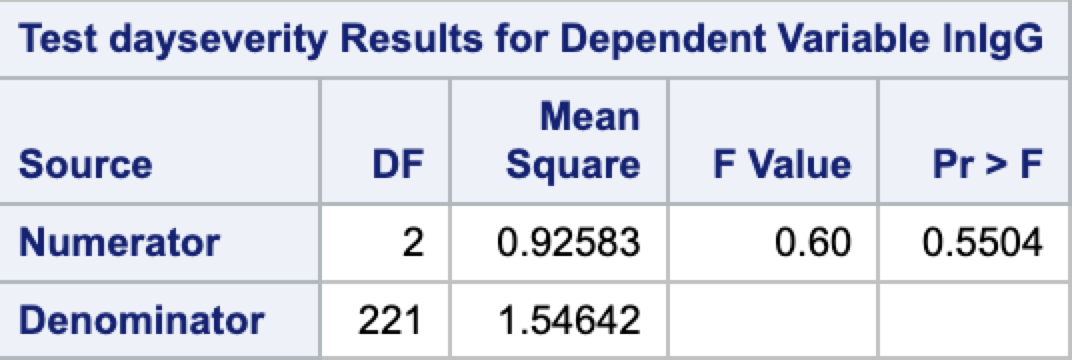 Test dayseverity Results for Dependent Variable lnIgG
Mean
Source DF Square F Value Pr > F
Numerator 2 0.92583 0.60 0.5504
Denominator 221 1.54642